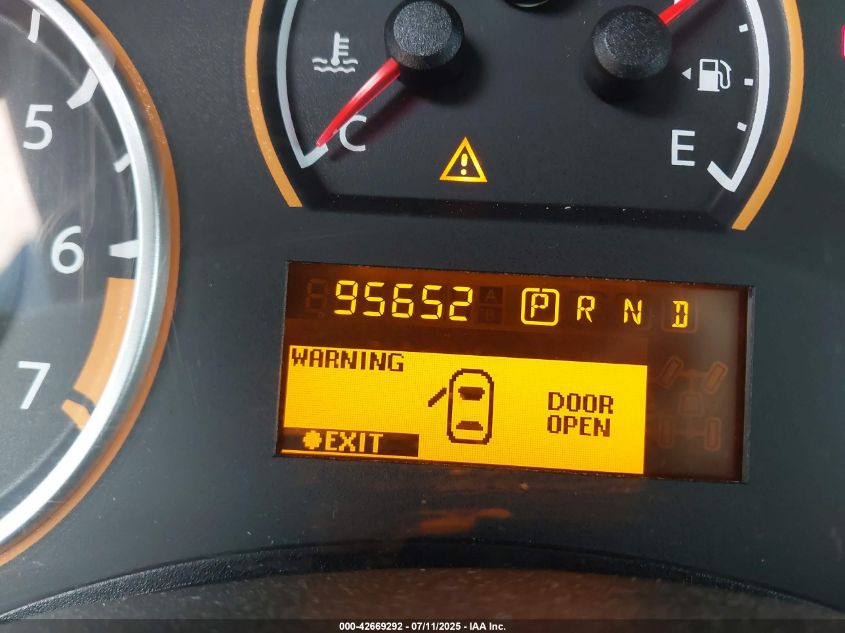 5
6
7
C
E
95652 P R N D
WARNING
DOOR
OPEN
✽EXIT
000-42669292 - 07/11/2025 - IAA Inc.